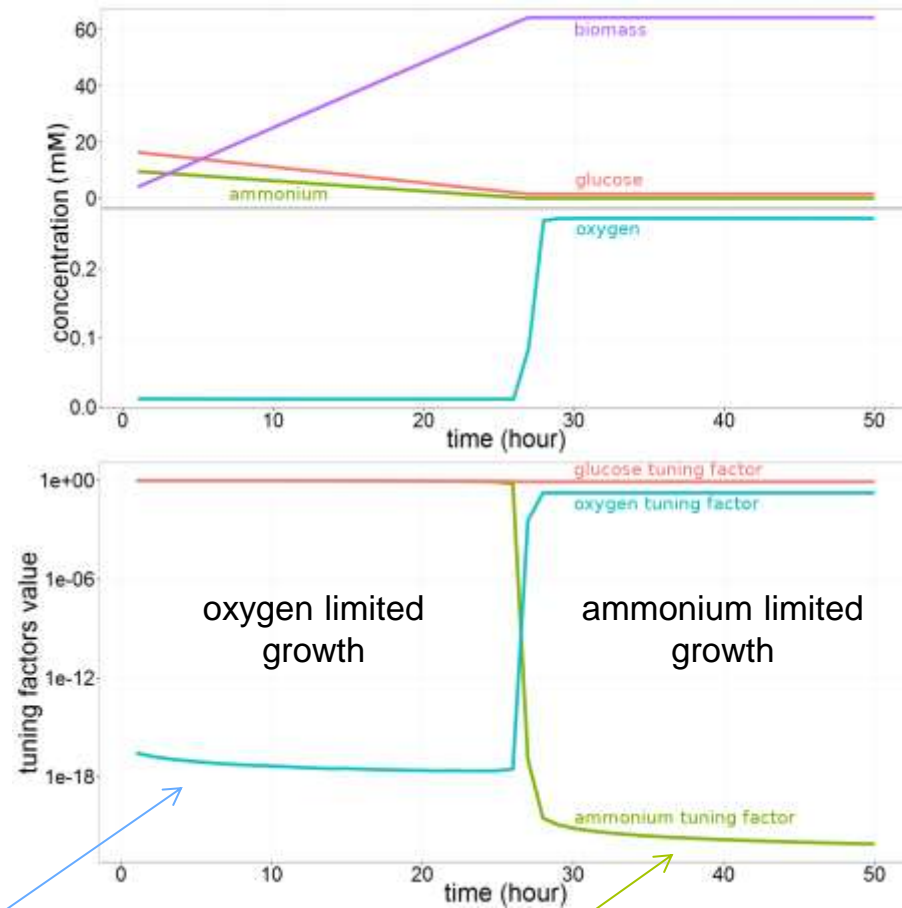 60
biomass
40
20
glucose
ammonium
0
concentration (mM)
oxygen
0.2
0.1
0.0
0 10 20 30 40 50
time (hour)
glucose tuning factor
1e+00
oxygen tuning factor
1e-06
oxygen limited
growth
ammonium limited
growth
1e-12
tuning factors value
1e-18
ammonium tuning factor
0 10 20 30 40 50
time (hour)